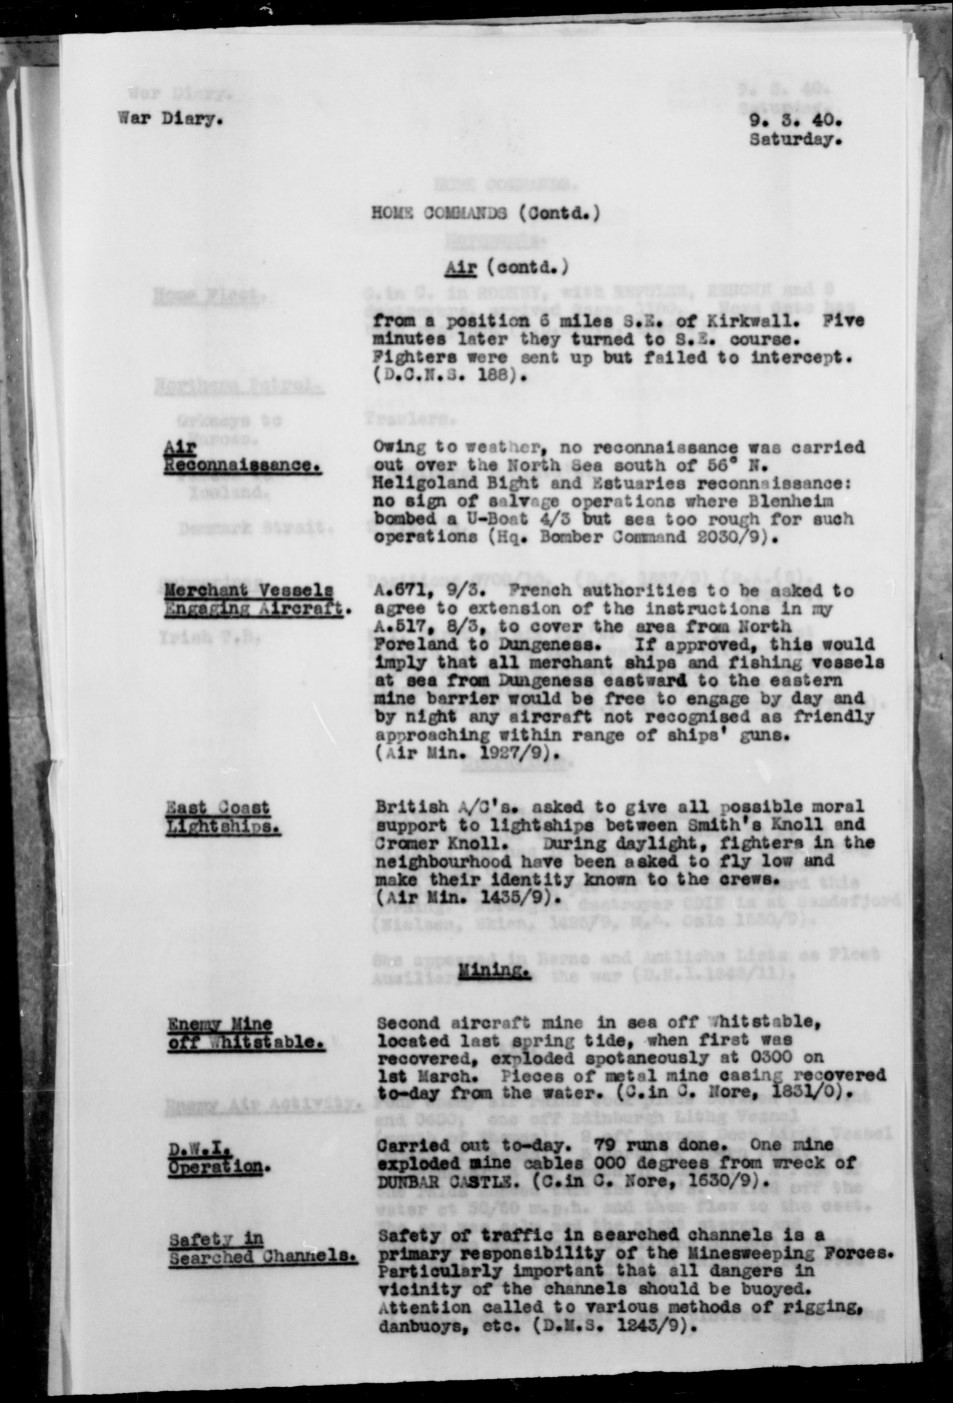 War Diary.
9. 3. 40.
Saturday.
HOME COMMANDS (Contd.)
Air (contd.)
from a position 6 miles S.E. of Kirkwall. Five
minutes later they turned to S.E. course.
Fighters were sent up but failed to intercept.
(D.C.N.S. 188).
Air
Reconnaissance.
Owing to weather, no reconnaissance was carried
out over the North Sea south of 56° N.
Heligoland Bight and Estuaries reconnaissance:
no sign of salvage operations where Blenheim
bombed a U-Boat 4/3 but sea too rough for such
operations (Hq. Bomber Command 2030/9).
Merchant Vessels
Engaging Aircraft.
A.671, 9/3. French authorities to be asked to
agree to extension of the instructions in my
A.517, 8/3, to cover the area from North
Foreland to Dungeness. If approved, this would
imply that all merchant ships and fishing vessels
at sea from Dungeness eastward to the eastern
mine barrier would be free to engage by day and
by night any aircraft not recognised as friendly
approaching within range of ships' guns.
(Air Min. 1927/9).
East Coast
Lightships.
British A/C's. asked to give all possible moral
support to lightships between Smith's Knoll and
Cromer Knoll. During daylight, fighters in the
neighbourhood have been asked to fly low and
make their identity known to the crews.
(Air Min. 1435/9).
Mining.
Enemy Mine
off Whitstable.
Second aircraft mine in sea off Whitstable,
located last spring tide, when first was
recovered, exploded spotaneously at 0300 on
1st March. Pieces of metal mine casing recovered
to-day from the water. (C.in C. Nore, 1831/0).
D.W.I.
Operation.
Carried out to-day. 79 runs done. One mine
exploded nine cables 000 degrees from wreck of
DUNBAR CASTLE. (C.in C. Nore, 1630/9).
Safety in
Searched Channels.
Safety of traffic in searched channels is a
primary responsibility of the Minesweeping Forces.
Particularly important that all dangers in
vicinity of the channels should be buoyed.
Attention called to various methods of rigging,
danbuoys, etc. (D.M.S. 1243/9).